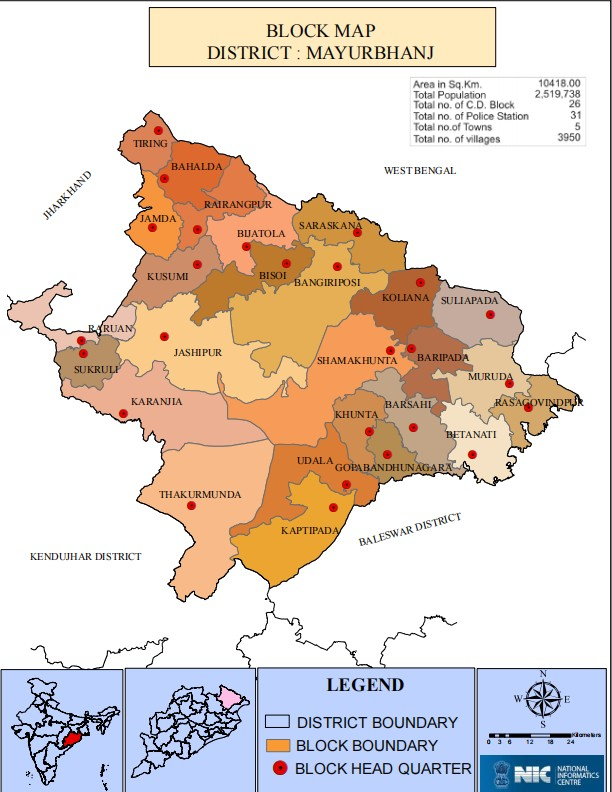 BLOCK MAP
DISTRICT : MAYURBHANJ
Area in Sq.Km. 10418.00
Total Population 2,519,738
Total no. of C.D. Block 26
Total no. of Police Station 31
Total no.of Towns 5
Total no. of villages 3950
TIRING
WEST BENGAL
BAHALDA
JHARKHAND
RAIRANGPUR
JAMDA
SARASKANA
BIJATOLA
KUSUMI
BISOI
BANGIRIPOSI
KOLIANA
SULIAPADA
RARUAN
JASHIPUR
SHAMAKHUNTA
BARIPADA
SUKRULI
MURUDA
KARANJIA
BARSAHI
RASAGOVINDPUR
KHUNTA
BETANATI
UDALA
GOPABANDHUNAGARA
THAKURMUNDA
KAPTIPADA
BALESWAR DISTRICT
KENDUJHAR DISTRICT
LEGEND
DISTRICT BOUNDARY
BLOCK BOUNDARY
BLOCK HEAD QUARTER
N
W E
S
0 3 6 12 18 24 Kilometers
NIC NATIONAL
INFORMATICS
CENTRE